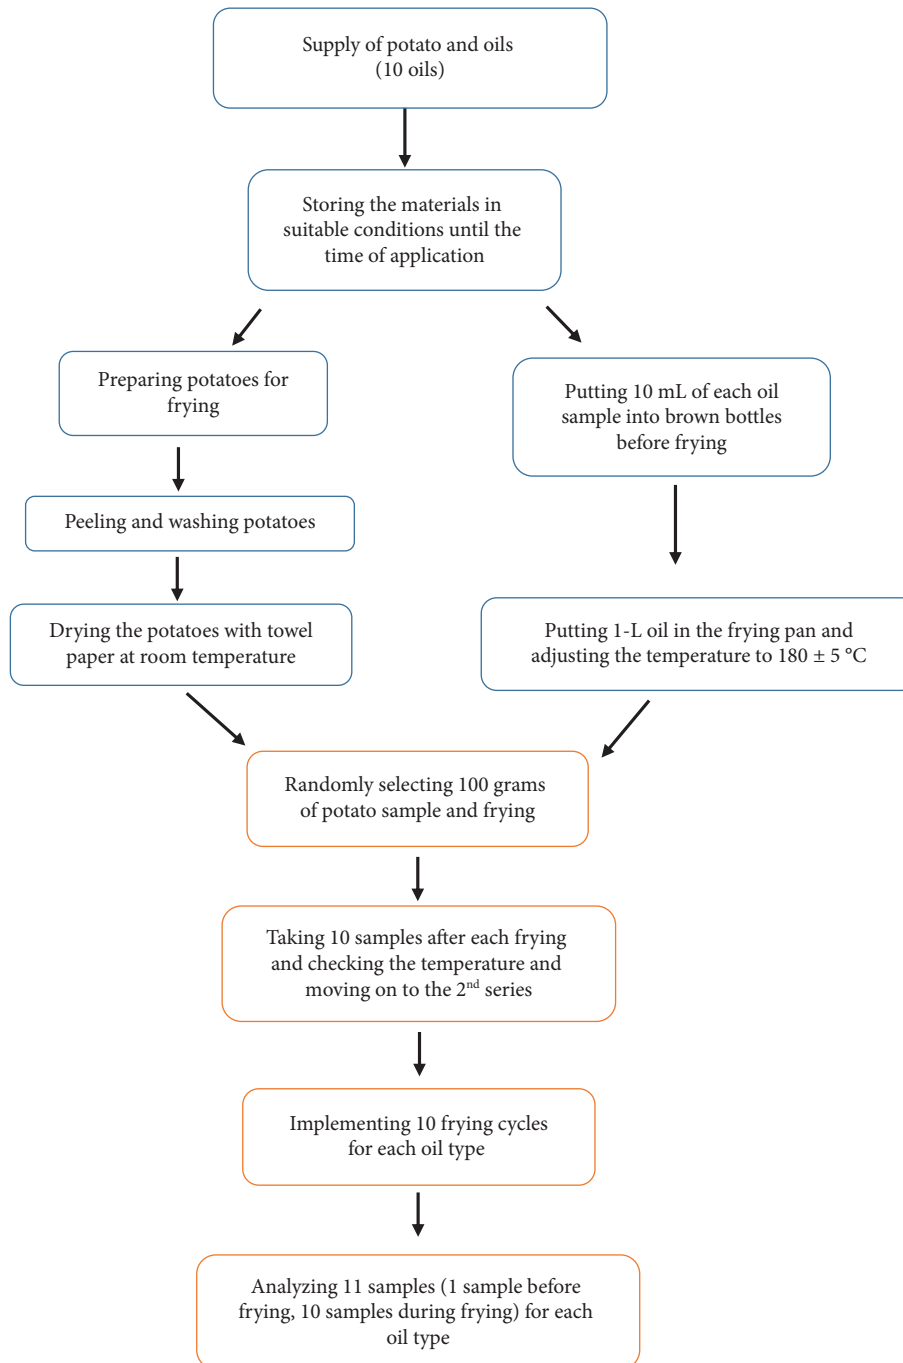 Supply of potato and oils
(10 oils)
Storing the materials in
suitable conditions until the
time of application
Preparing potatoes for
frying
Peeling and washing potatoes
Drying the potatoes with towel
paper at room temperature
Putting 10 mL of each oil
sample into brown bottles
before frying
Putting 1-L oil in the frying pan and
adjusting the temperature to 180 ± 5 °C
Randomly selecting 100 grams
of potato sample and frying
Taking 10 samples after each frying
and checking the temperature and
moving on to the 2nd series
Implementing 10 frying cycles
for each oil type
Analyzing 11 samples (1 sample before
frying, 10 samples during frying) for each
oil type